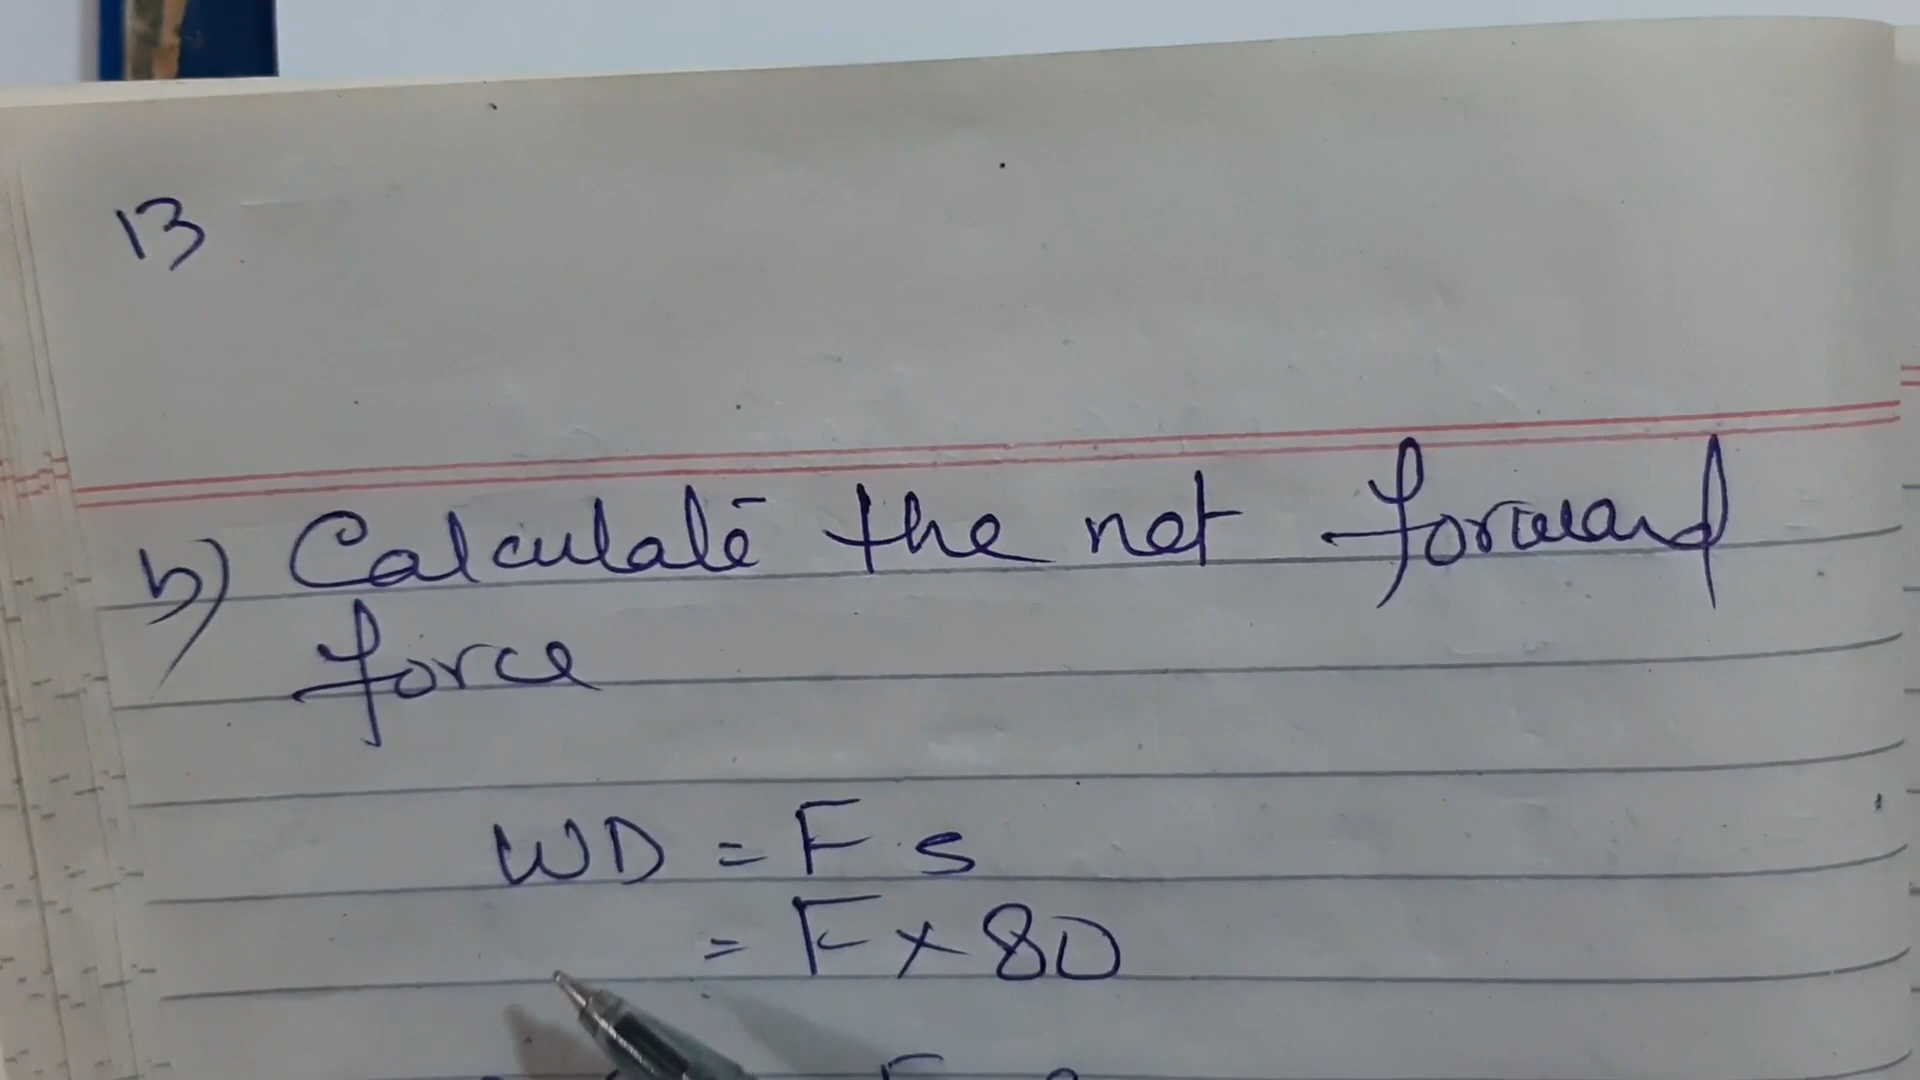 13
b) Calculate the net forward
force
WD = F.s
= F x 80